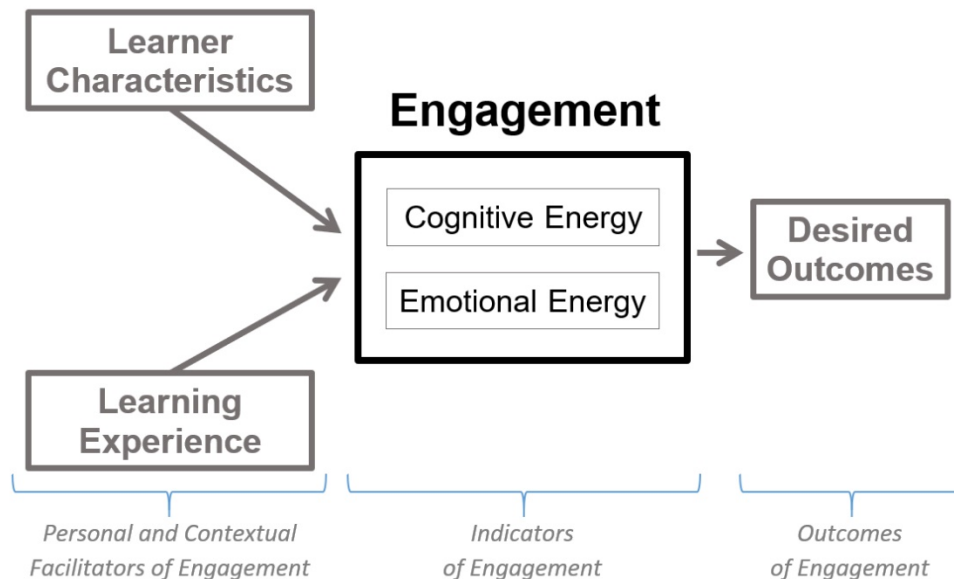 Learner
Characteristics
Engagement
Cognitive Energy
Emotional Energy
Desired
Outcomes
Learning
Experience
Personal and Contextual
Facilitators of Engagement
Indicators
of Engagement
Outcomes
of Engagement